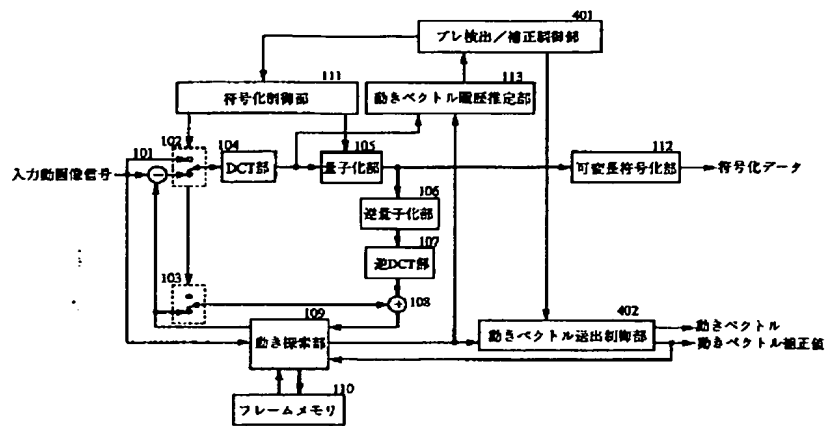 401
ブレ検出／補正制御部
111
符号化制御部
113
動きベクトル履歴推定部
101
102
104
DCT部
105
量子化部
112
可変長符号化部
符号化データ
入力動画像信号
106
逆量子化部
107
逆DCT部
103
108
109
動き探索部
402
動きベクトル送出制御部
動きベクトル
動きベクトル補正値
110
フレームメモリ